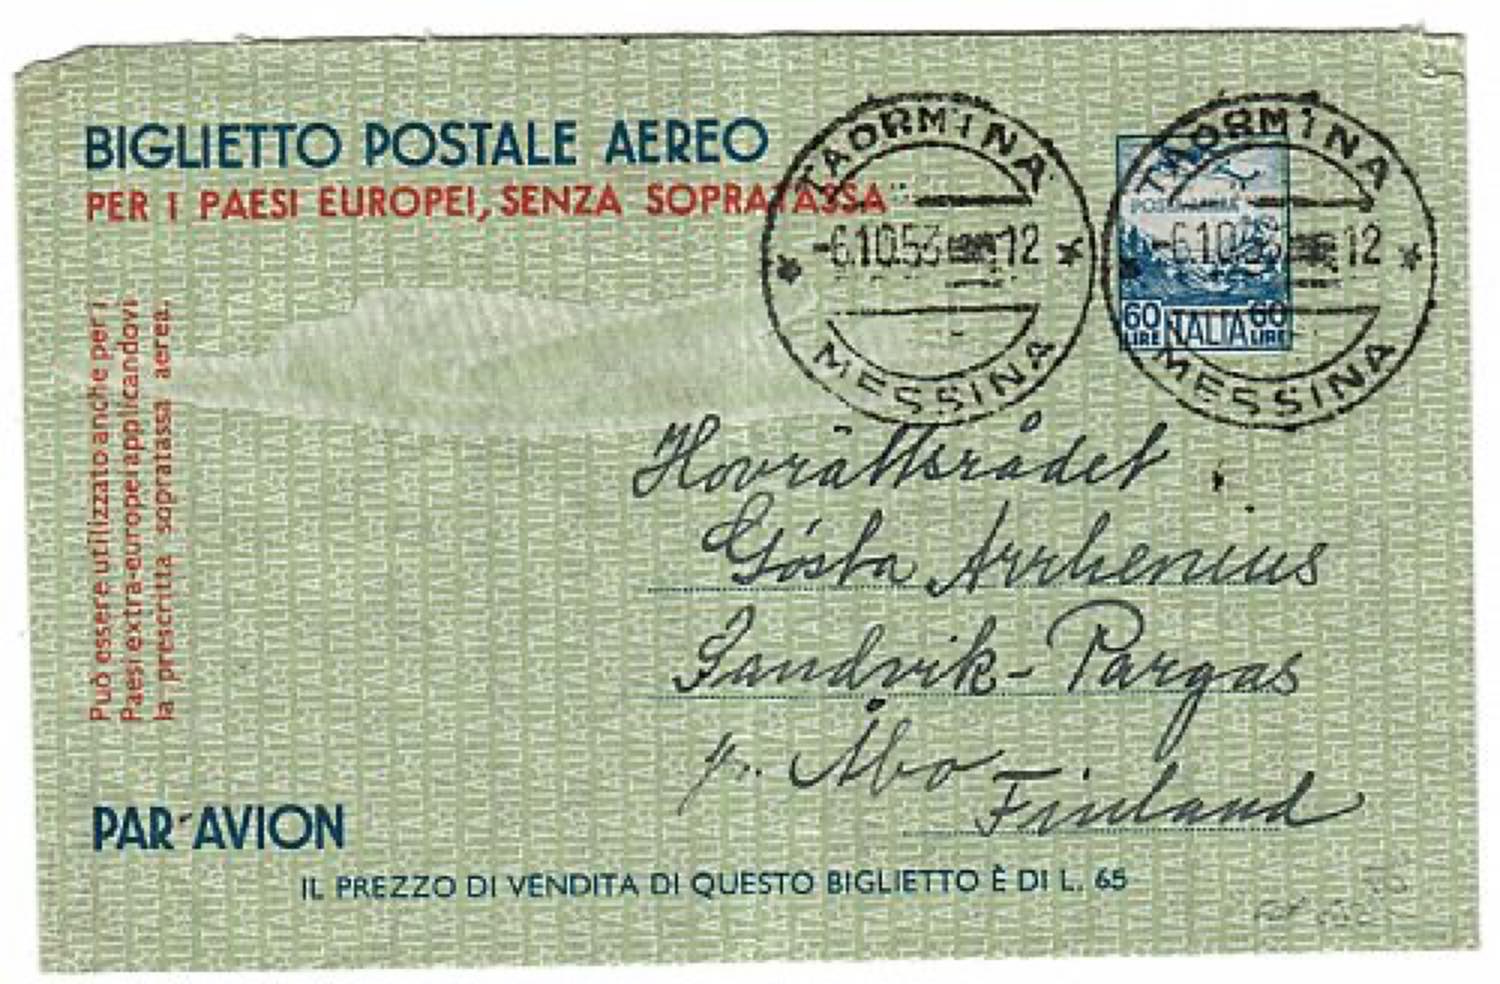 BIGLIETTO POSTALE AEREO
PER I PAESI EUROPEI, SENZA SOPRATASSA
TAORMINA
-6.10.53 12
MESSINA
TAORMINA
-6.10.53 12
MESSINA
POSTA AEREA
60 ITALIA 60
LIRE LIRE
Può essere utilizzato anche per i
Paesi extra-europei applicandovi
la prescritta sopratassa aerea.
Hovrättsrådet
Gösta Arrhenius
Sandvik-Pargas
pr. Åbo
Finland
PAR AVION
IL PREZZO DI VENDITA DI QUESTO BIGLIETTO È DI L. 65